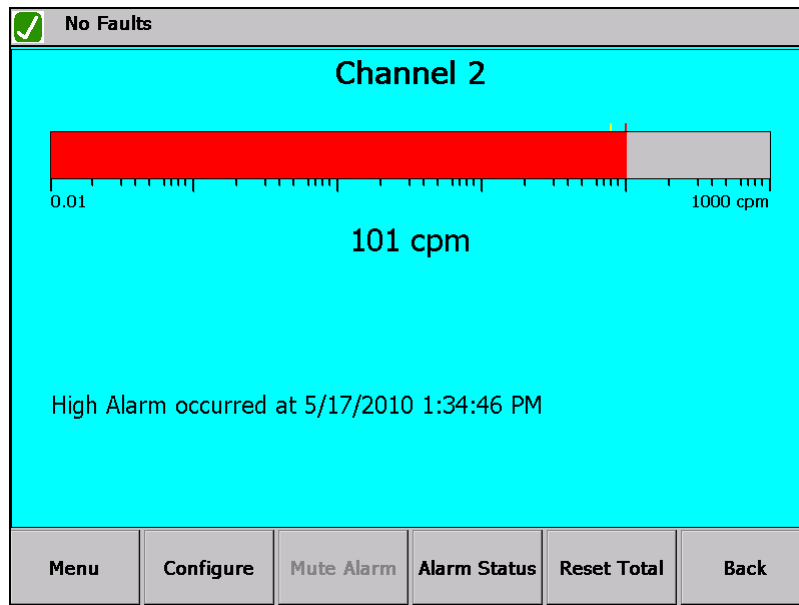 No Faults
Channel 2
0.01 1000 cpm
101 cpm
High Alarm occurred at 5/17/2010 1:34:46 PM
Menu Configure Mute Alarm Alarm Status Reset Total Back